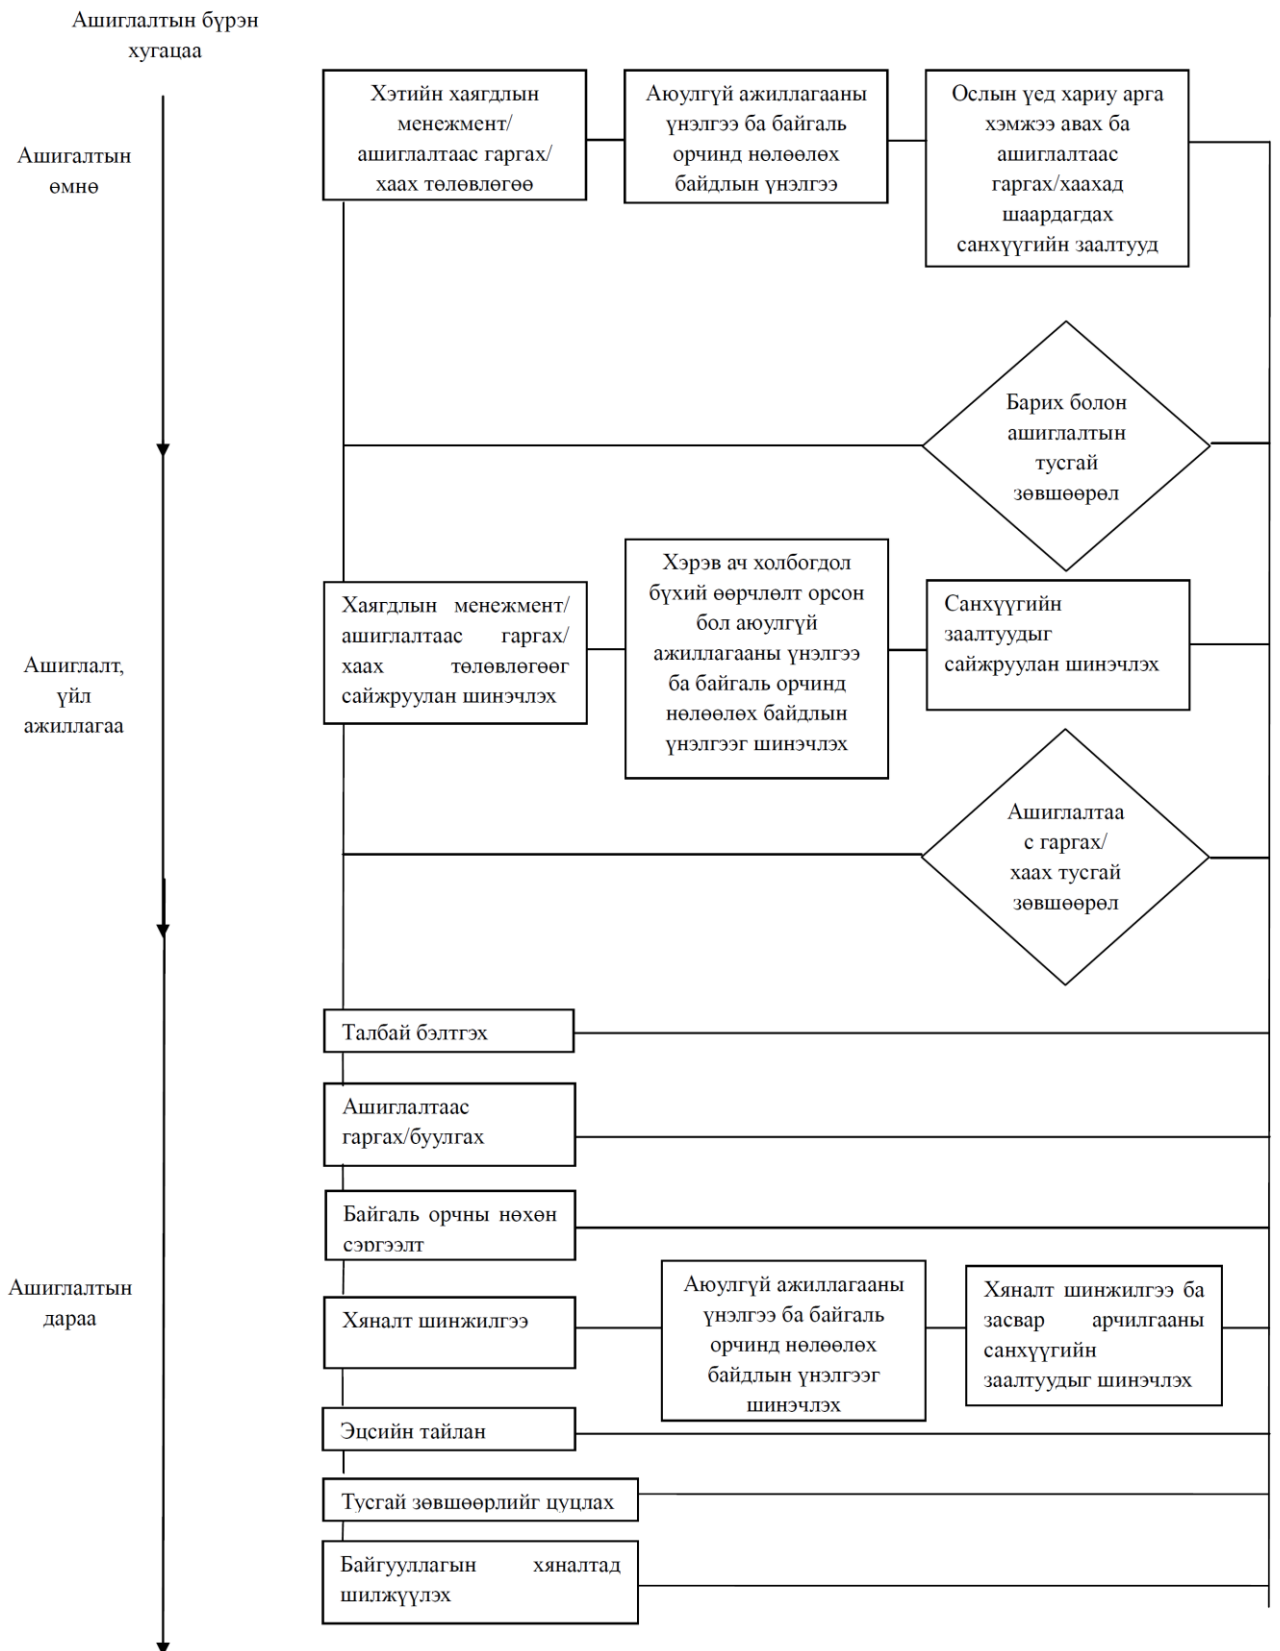 Ашиглалтын бүрэн
хугацаа
Ашигалтын
өмнө
Хэтийн хаягдлын
менежмент/
ашиглалтаас гаргах/
хаах төлөвлөгөө
Аюулгүй ажиллагааны
үнэлгээ ба байгаль
орчинд нөлөөлөх
байдлын үнэлгээ
Ослын үед хариу арга
хэмжээ авах ба
ашиглалтаас
гаргах/хаахад
шаардагдах
санхүүгийн заалтууд
Барих болон
ашиглалтын
тусгай
зөвшөөрөл
Ашиглалт,
үйл
ажиллагаа
Хаягдлын менежмент/
ашиглалтаас гаргах/
хаах төлөвлөгөөг
сайжруулан шинэчлэх
Хэрэв ач холбогдол
бүхий өөрчлөлт орсон
бол аюулгүй
ажиллагааны үнэлгээ
ба байгаль орчинд
нөлөөлөх байдлын
үнэлгээг шинэчлэх
Санхүүгийн
заалтуудыг
сайжруулан шинэчлэх
Ашиглалтаа
с гаргах/
хаах тусгай
зөвшөөрөл
Ашиглалтын
дараа
Талбай бэлтгэх
Ашиглалтаас
гаргах/буулгах
Байгаль орчны нөхөн
сэргээлт
Хяналт шинжилгээ
Аюулгүй ажиллагааны
үнэлгээ ба байгаль
орчинд нөлөөлөх
байдлын үнэлгээг
шинэчлэх
Хяналт шинжилгээ ба
засвар арчилгааны
санхүүгийн
заалтуудыг шинэчлэх
Эцсийн тайлан
Тусгай зөвшөөрлийг цуцлах
Байгууллагын хяналтад
шилжүүлэх